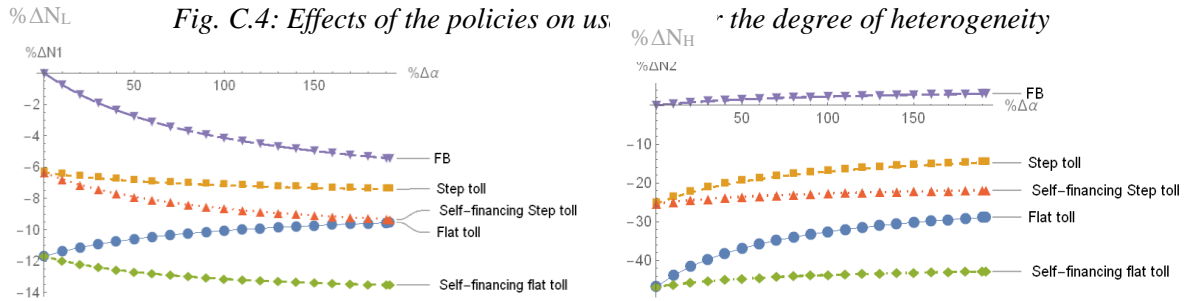 %ΔN_L
Fig. C.4: Effects of the policies on us r the degree of heterogeneity
%ΔN1
%Δα
50
100
150
-2
-4
-6
-8
-10
-12
-14
FB
Step toll
Self-financing Step toll
Flat toll
Self-financing flat toll
%ΔN_H
%ΔN2
FB
%Δα
50
100
150
-10
-20
-30
-40
Step toll
Self-financing Step toll
Flat toll
Self-financing flat toll